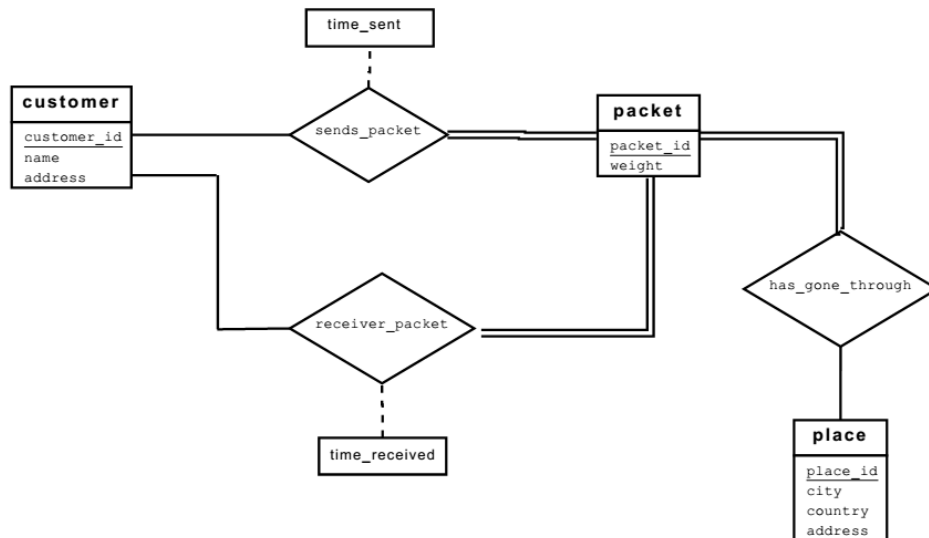 time_sent
customer
customer_id
name
address
sends_packet
packet
packet_id
weight
has_gone_through
receiver_packet
time_received
place
place_id
city
country
address